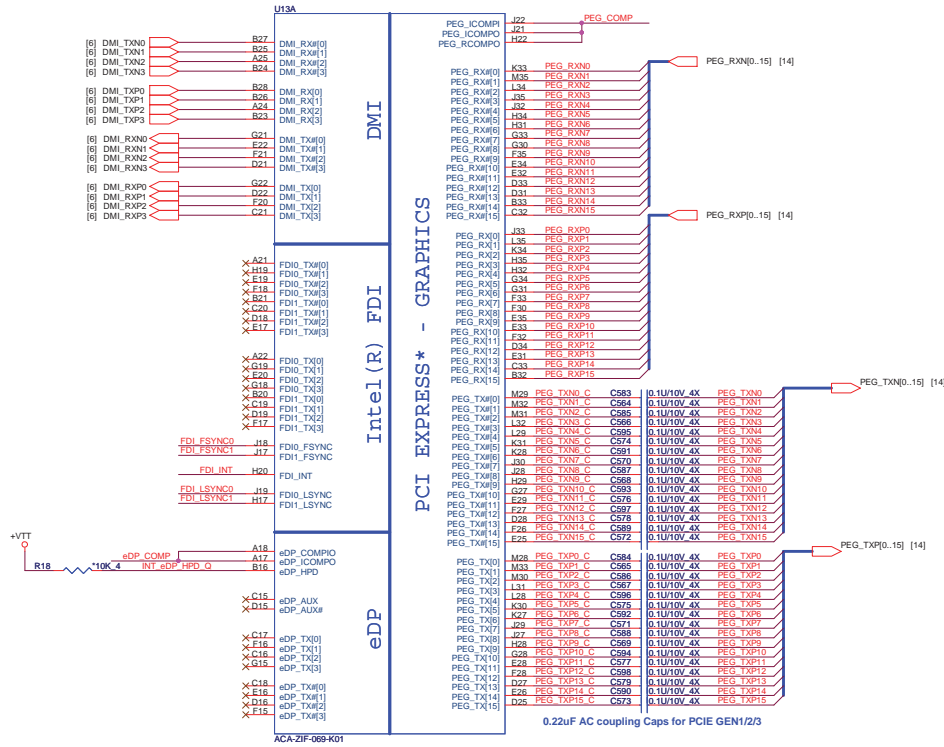 U13A
[6] DMI_TXN0 B27 DMI_RX#[0]
[6] DMI_TXN1 B25 DMI_RX#[1]
[6] DMI_TXN2 A25 DMI_RX#[2]
[6] DMI_TXN3 B24 DMI_RX#[3]
[6] DMI_TXP0 B28 DMI_RX[0]
[6] DMI_TXP1 B26 DMI_RX[1]
[6] DMI_TXP2 A24 DMI_RX[2]
[6] DMI_TXP3 B23 DMI_RX[3]
[6] DMI_RXN0 G21 DMI_TX#[0]
[6] DMI_RXN1 E22 DMI_TX#[1]
[6] DMI_RXN2 F21 DMI_TX#[2]
[6] DMI_RXN3 D21 DMI_TX#[3]
[6] DMI_RXP0 G22 DMI_TX[0]
[6] DMI_RXP1 D22 DMI_TX[1]
[6] DMI_RXP2 F20 DMI_TX[2]
[6] DMI_RXP3 C21 DMI_TX[3]
DMI
A21 FDI0_TX#[0]
H19 FDI0_TX#[1]
E19 FDI0_TX#[2]
F18 FDI0_TX#[3]
B21 FDI1_TX#[0]
C20 FDI1_TX#[1]
D18 FDI1_TX#[2]
E17 FDI1_TX#[3]
A22 FDI0_TX[0]
G19 FDI0_TX[1]
E20 FDI0_TX[2]
G18 FDI0_TX[3]
B20 FDI1_TX[0]
C19 FDI1_TX[1]
D19 FDI1_TX[2]
F17 FDI1_TX[3]
FDI_FSYNC0 J18 FDI0_FSYNC
FDI_FSYNC1 J17 FDI1_FSYNC
FDI_INT H20 FDI_INT
FDI_LSYNC0 J19 FDI0_LSYNC
FDI_LSYNC1 H17 FDI1_LSYNC
Intel(R) FDI
+VTT
eDP_COMP A18 eDP_COMPIO
A17 eDP_ICOMPO
R18 *10K_4 INT_eDP_HPD_Q B16 eDP_HPD
C15 eDP_AUX
D15 eDP_AUX#
C17 eDP_TX[0]
F16 eDP_TX[1]
C16 eDP_TX[2]
G15 eDP_TX[3]
C18 eDP_TX#[0]
E16 eDP_TX#[1]
D16 eDP_TX#[2]
F15 eDP_TX#[3]
eDP
ACA-ZIF-069-K01
PCI EXPRESS* - GRAPHICS
PEG_ICOMPI J22 PEG_COMP
PEG_ICOMPO J21
PEG_RCOMPO H22
PEG_RX#[0] K33 PEG_RXN0 PEG_RXN[0..15] [14]
PEG_RX#[1] M35 PEG_RXN1
PEG_RX#[2] L34 PEG_RXN2
PEG_RX#[3] J35 PEG_RXN3
PEG_RX#[4] J32 PEG_RXN4
PEG_RX#[5] H34 PEG_RXN5
PEG_RX#[6] H31 PEG_RXN6
PEG_RX#[7] G33 PEG_RXN7
PEG_RX#[8] G30 PEG_RXN8
PEG_RX#[9] F35 PEG_RXN9
PEG_RX#[10] E34 PEG_RXN10
PEG_RX#[11] E32 PEG_RXN11
PEG_RX#[12] D33 PEG_RXN12
PEG_RX#[13] D31 PEG_RXN13
PEG_RX#[14] B33 PEG_RXN14
PEG_RX#[15] C32 PEG_RXN15
PEG_RXP[0..15] [14]
PEG_RX[0] J33 PEG_RXP0
PEG_RX[1] L35 PEG_RXP1
PEG_RX[2] K34 PEG_RXP2
PEG_RX[3] H35 PEG_RXP3
PEG_RX[4] H32 PEG_RXP4
PEG_RX[5] G34 PEG_RXP5
PEG_RX[6] G31 PEG_RXP6
PEG_RX[7] F33 PEG_RXP7
PEG_RX[8] F30 PEG_RXP8
PEG_RX[9] E35 PEG_RXP9
PEG_RX[10] E33 PEG_RXP10
PEG_RX[11] F32 PEG_RXP11
PEG_RX[12] D34 PEG_RXP12
PEG_RX[13] E31 PEG_RXP13
PEG_RX[14] C33 PEG_RXP14
PEG_RX[15] B32 PEG_RXP15
PEG_TXN[0..15] [14]
PEG_TX#[0] M29 PEG_TXN0_C C583 0.1U/10V_4X PEG_TXN0
PEG_TX#[1] M32 PEG_TXN1_C C564 0.1U/10V_4X PEG_TXN1
PEG_TX#[2] M31 PEG_TXN2_C C585 0.1U/10V_4X PEG_TXN2
PEG_TX#[3] L32 PEG_TXN3_C C566 0.1U/10V_4X PEG_TXN3
PEG_TX#[4] L29 PEG_TXN4_C C595 0.1U/10V_4X PEG_TXN4
PEG_TX#[5] K31 PEG_TXN5_C C574 0.1U/10V_4X PEG_TXN5
PEG_TX#[6] K28 PEG_TXN6_C C591 0.1U/10V_4X PEG_TXN6
PEG_TX#[7] J30 PEG_TXN7_C C570 0.1U/10V_4X PEG_TXN7
PEG_TX#[8] J28 PEG_TXN8_C C587 0.1U/10V_4X PEG_TXN8
PEG_TX#[9] H29 PEG_TXN9_C C568 0.1U/10V_4X PEG_TXN9
PEG_TX#[10] G27 PEG_TXN10_C C593 0.1U/10V_4X PEG_TXN10
PEG_TX#[11] E29 PEG_TXN11_C C576 0.1U/10V_4X PEG_TXN11
PEG_TX#[12] F27 PEG_TXN12_C C597 0.1U/10V_4X PEG_TXN12
PEG_TX#[13] D28 PEG_TXN13_C C578 0.1U/10V_4X PEG_TXN13
PEG_TX#[14] F26 PEG_TXN14_C C589 0.1U/10V_4X PEG_TXN14
PEG_TX#[15] E25 PEG_TXN15_C C572 0.1U/10V_4X PEG_TXN15
PEG_TXP[0..15] [14]
PEG_TX[0] M28 PEG_TXP0_C C584 0.1U/10V_4X PEG_TXP0
PEG_TX[1] M33 PEG_TXP1_C C565 0.1U/10V_4X PEG_TXP1
PEG_TX[2] M30 PEG_TXP2_C C586 0.1U/10V_4X PEG_TXP2
PEG_TX[3] L31 PEG_TXP3_C C567 0.1U/10V_4X PEG_TXP3
PEG_TX[4] L28 PEG_TXP4_C C596 0.1U/10V_4X PEG_TXP4
PEG_TX[5] K30 PEG_TXP5_C C575 0.1U/10V_4X PEG_TXP5
PEG_TX[6] K27 PEG_TXP6_C C592 0.1U/10V_4X PEG_TXP6
PEG_TX[7] J29 PEG_TXP7_C C571 0.1U/10V_4X PEG_TXP7
PEG_TX[8] J27 PEG_TXP8_C C588 0.1U/10V_4X PEG_TXP8
PEG_TX[9] H28 PEG_TXP9_C C569 0.1U/10V_4X PEG_TXP9
PEG_TX[10] G28 PEG_TXP10_C C594 0.1U/10V_4X PEG_TXP10
PEG_TX[11] E28 PEG_TXP11_C C577 0.1U/10V_4X PEG_TXP11
PEG_TX[12] F28 PEG_TXP12_C C598 0.1U/10V_4X PEG_TXP12
PEG_TX[13] D27 PEG_TXP13_C C579 0.1U/10V_4X PEG_TXP13
PEG_TX[14] E26 PEG_TXP14_C C590 0.1U/10V_4X PEG_TXP14
PEG_TX[15] D25 PEG_TXP15_C C573 0.1U/10V_4X PEG_TXP15
0.22uF AC coupling Caps for PCIE GEN1/2/3